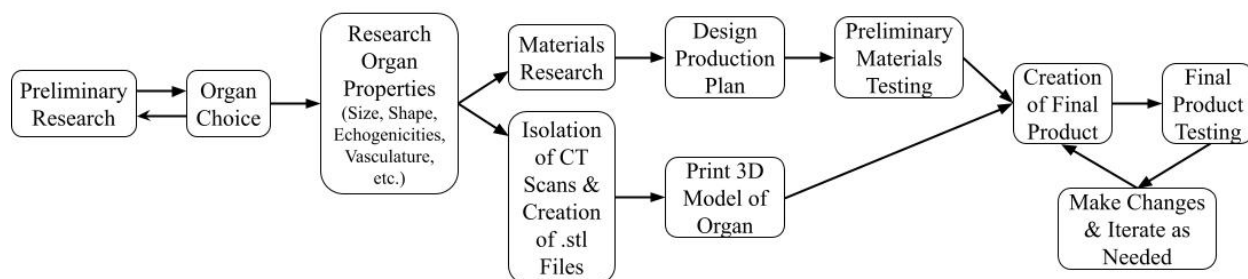 Preliminary
Research
Organ
Choice
Research
Organ
Properties
(Size, Shape,
Echogenicities,
Vasculature,
etc.)
Materials
Research
Design
Production
Plan
Preliminary
Materials
Testing
Isolation
of CT
Scans &
Creation
of .stl
Files
Print 3D
Model of
Organ
Creation
of Final
Product
Final
Product
Testing
Make Changes
& Iterate as
Needed